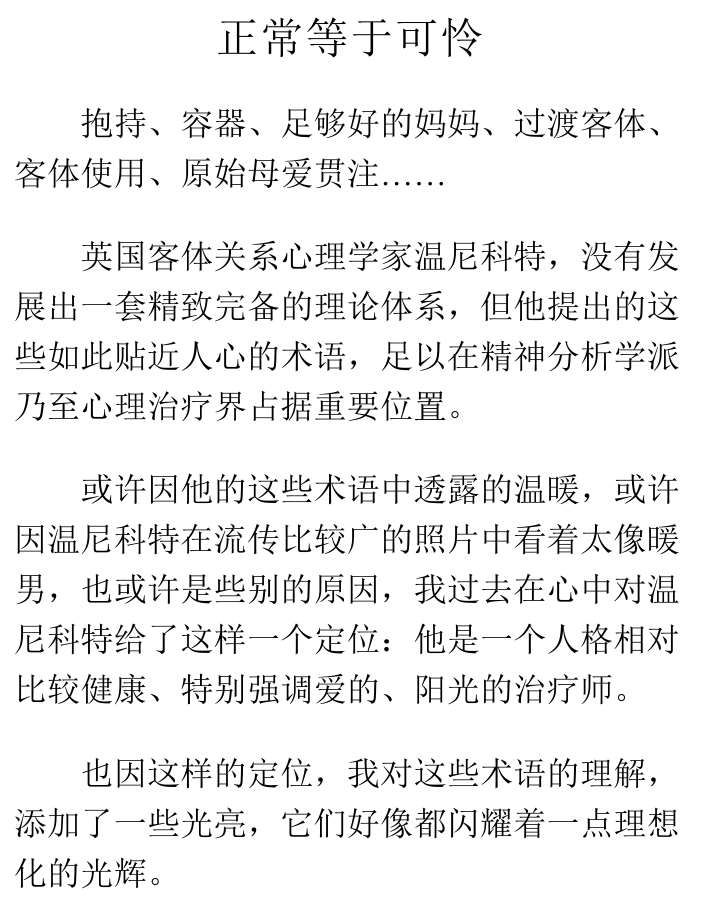 正常等于可怜
抱持、容器、足够好的妈妈、过渡客体、
客体使用、原始母爱贯注……
英国客体关系心理学家温尼科特，没有发
展出一套精致完备的理论体系，但他提出的这
些如此贴近人心的术语，足以在精神分析学派
乃至心理治疗界占据重要位置。
或许因他的这些术语中透露的温暖，或许
因温尼科特在流传比较广的照片中看着太像暖
男，也或许是些别的原因，我过去在心中对温
尼科特给了这样一个定位：他是一个人格相对
比较健康、特别强调爱的、阳光的治疗师。
也因这样的定位，我对这些术语的理解，
添加了一些光亮，它们好像都闪耀着一点理想
化的光辉。